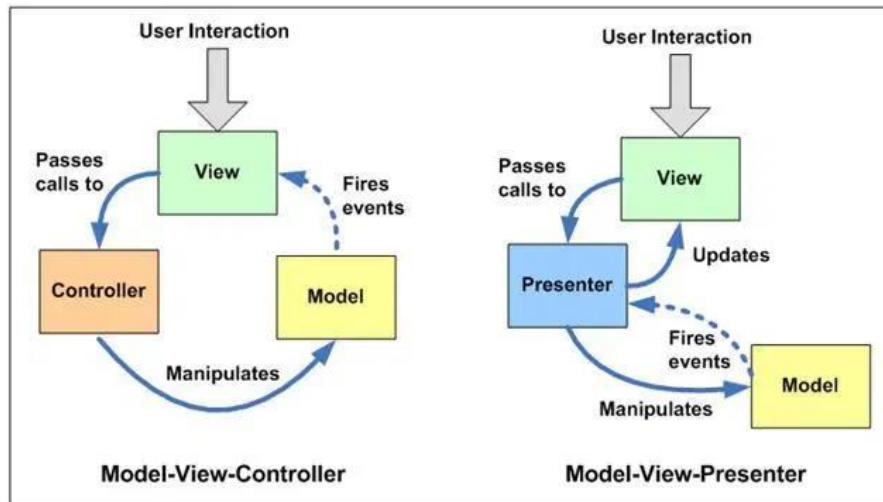 User Interaction
Passes
calls to
View
Fires
events
Controller
Model
Manipulates
Model-View-Controller
User Interaction
Passes
calls to
View
Updates
Presenter
Fires
events
Model
Manipulates
Model-View-Presenter